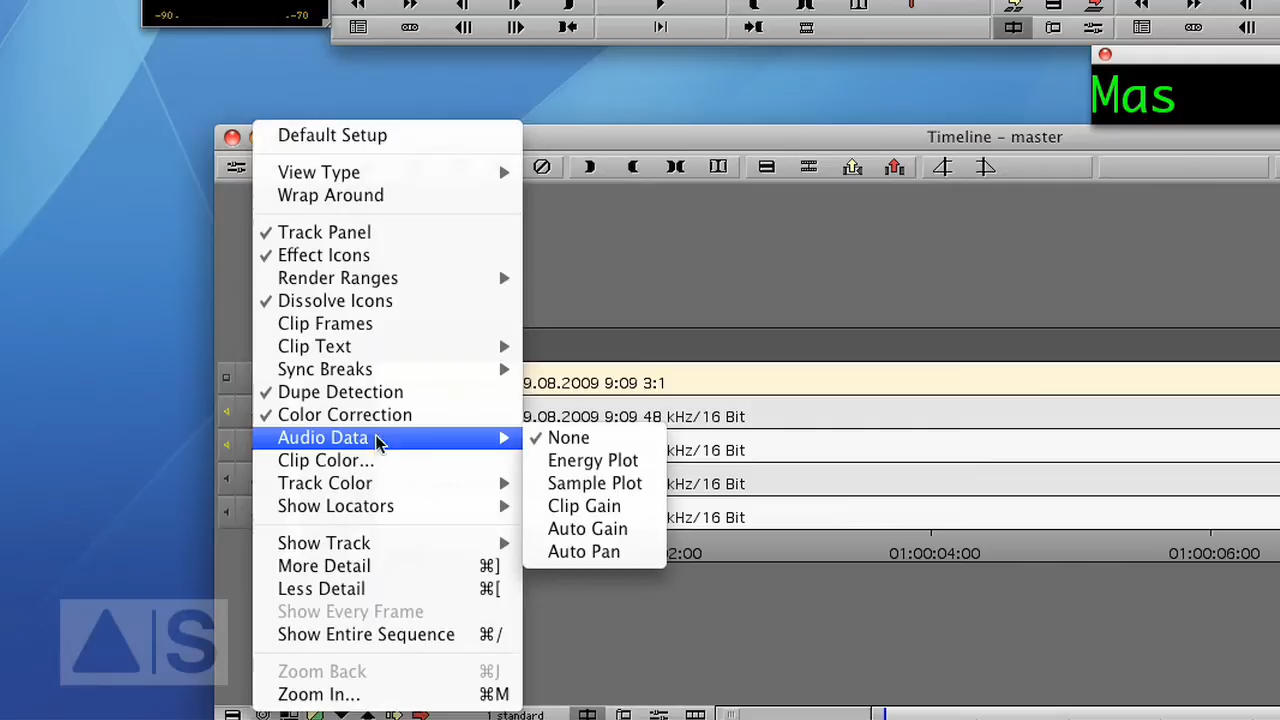 -90. -70
Mas
Timeline - master
Default Setup
View Type
Wrap Around
Track Panel
Effect Icons
Render Ranges
Dissolve Icons
Clip Frames
Clip Text
Sync Breaks
Dupe Detection
9.08.2009 9:09 3:1
Color Correction
9.08.2009 9:09 48 kHz/16 Bit
Audio Data
None
kHz/16 Bit
Clip Color...
Energy Plot
Track Color
Sample Plot
kHz/16 Bit
Show Locators
Clip Gain
kHz/16 Bit
Auto Gain
Show Track
Auto Pan
02:00 01:00:04:00 01:00:06:00
More Detail ⌘]
Less Detail ⌘[
Show Every Frame
Show Entire Sequence ⌘/
Zoom Back ⌘J
Zoom In... ⌘M
S
standard